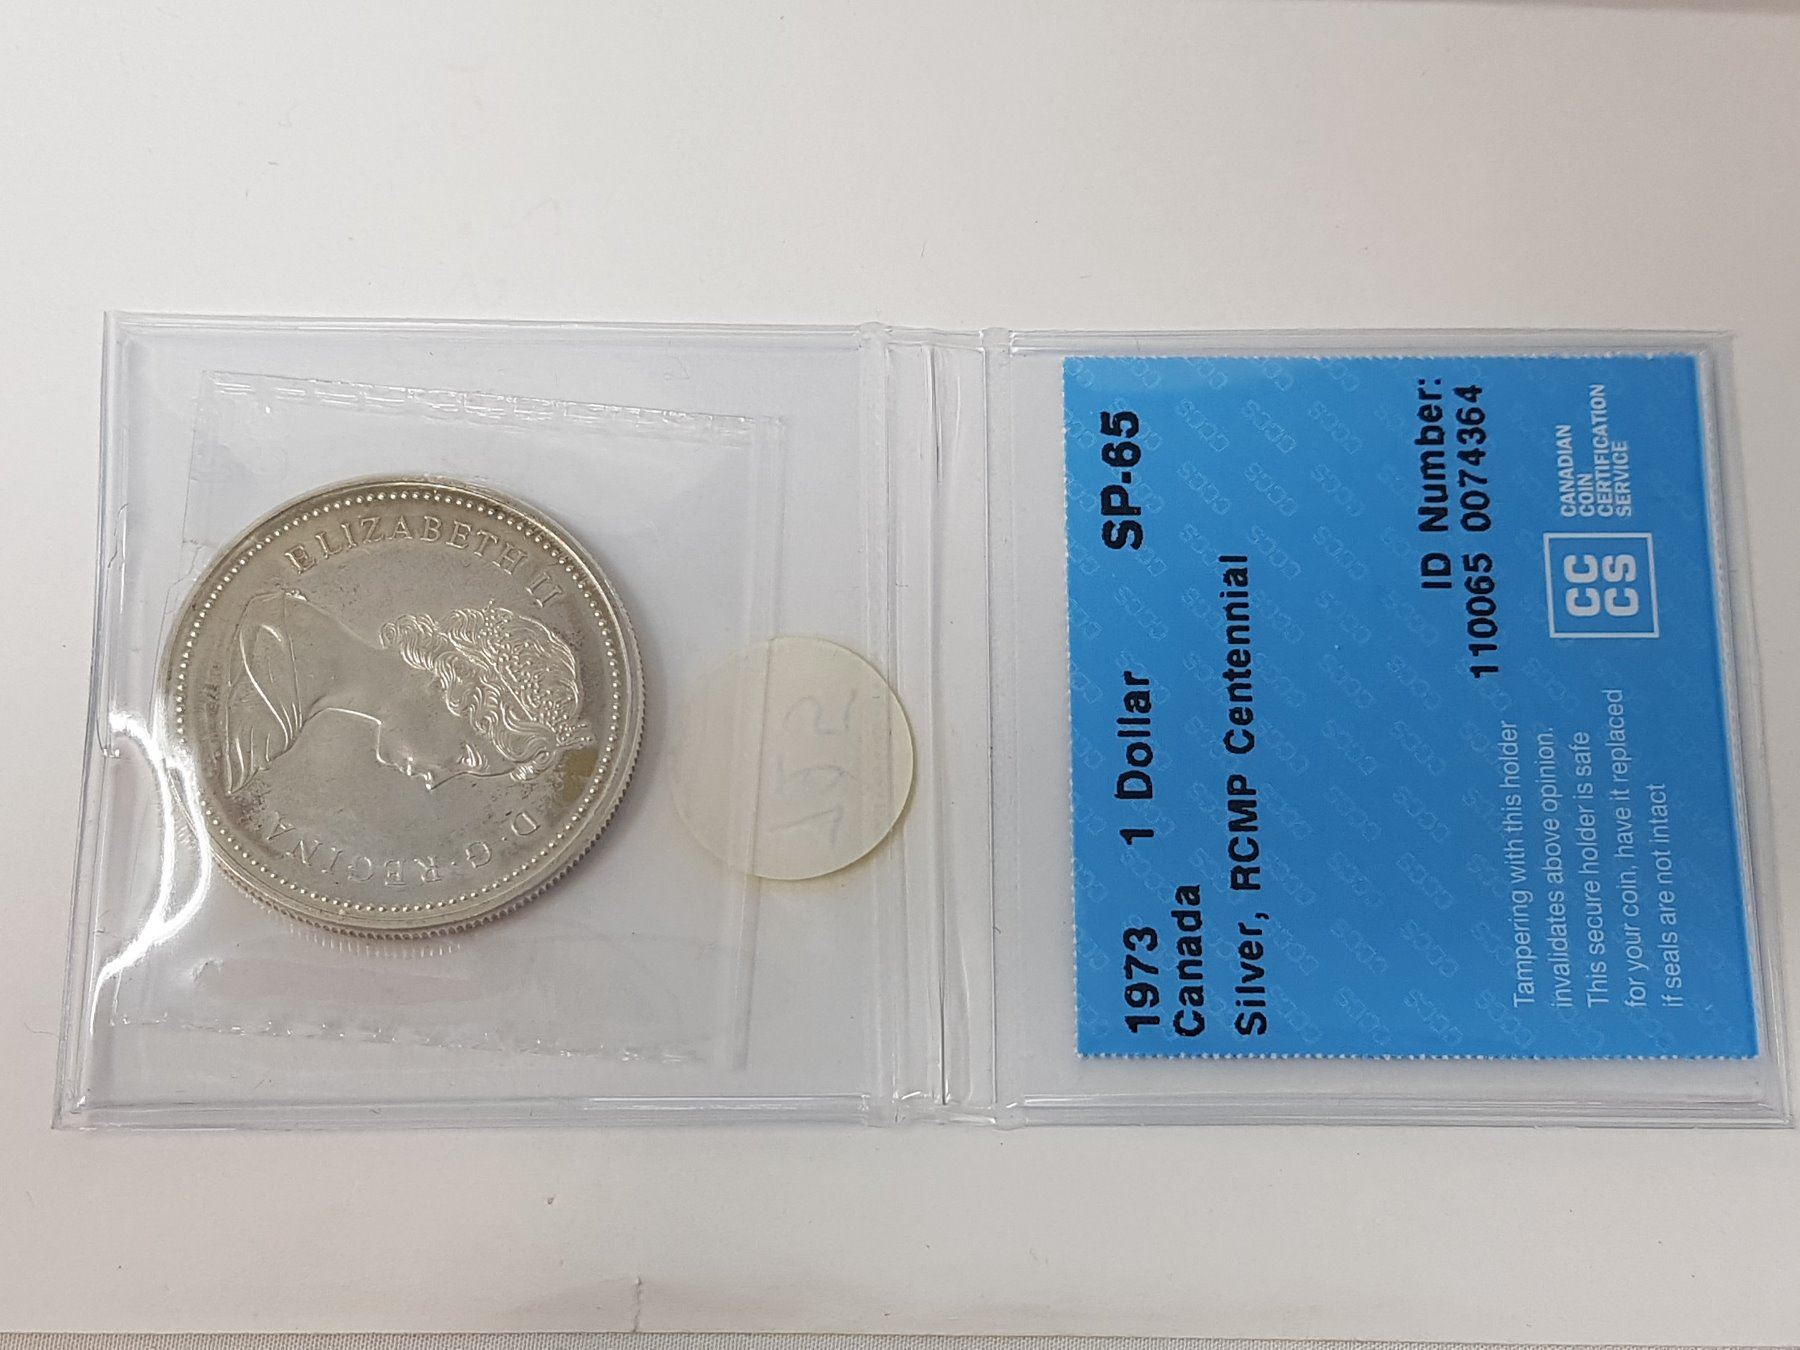 ELIZABETH II
D · G · REGINA
1973 1 Dollar SP-65
Canada
Silver, RCMP Centennial
ID Number:
110065 0074364
Tampering with this holder
invalidates above opinion.
This secure holder is safe
for your coin, have it replaced
if seals are not intact
CC
CS
CANADIAN
COIN
CERTIFICATION
SERVICE